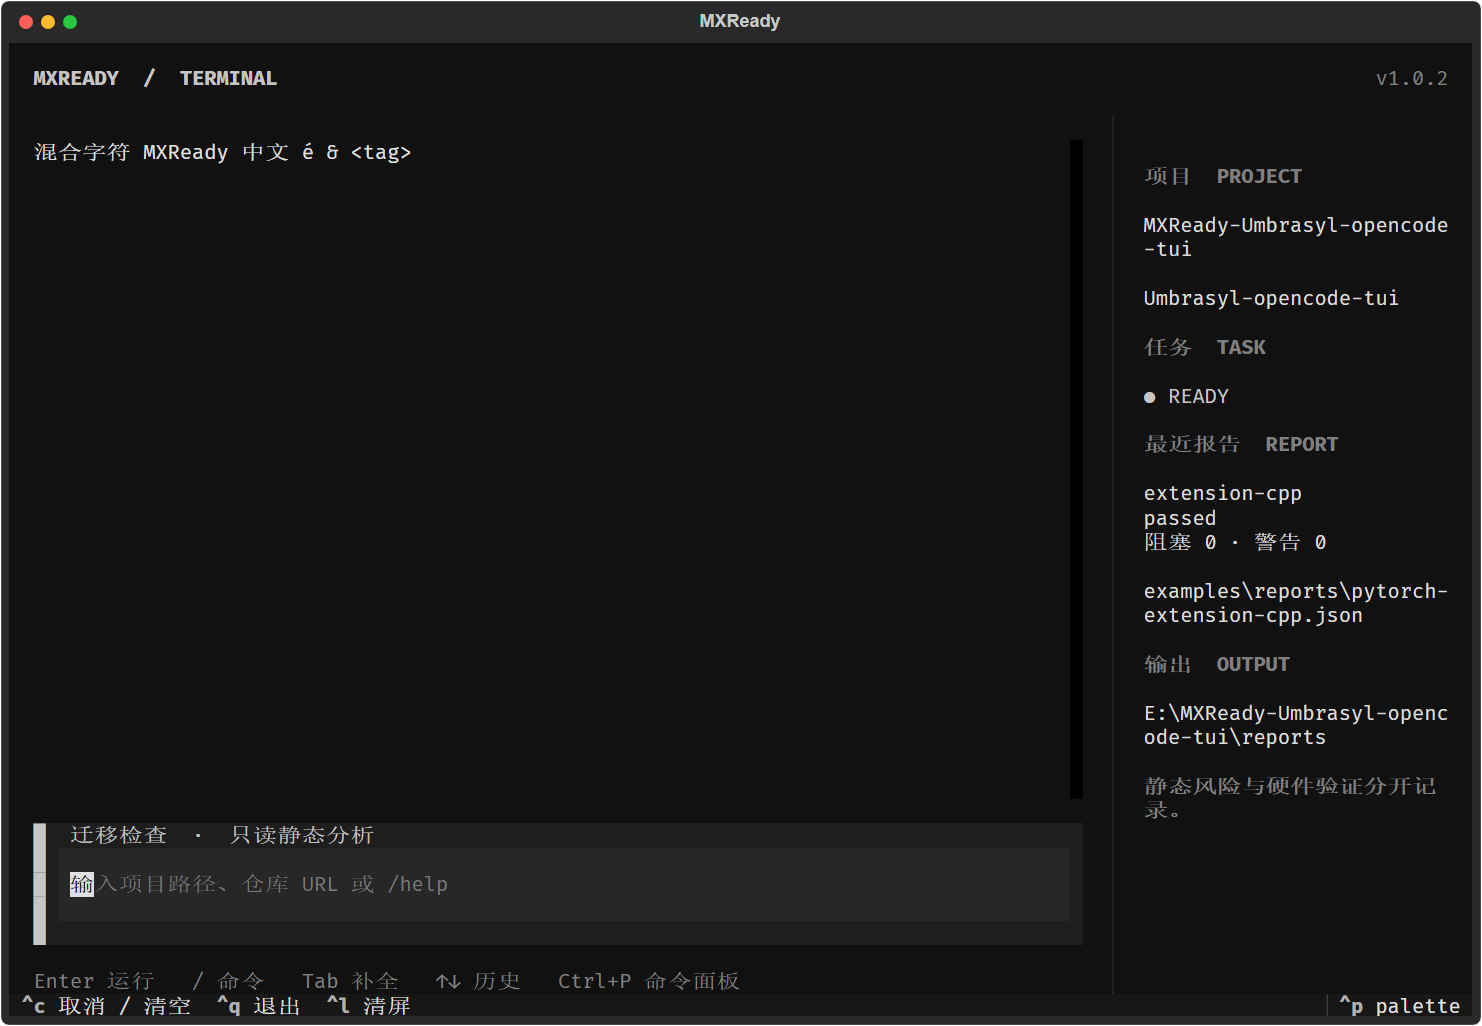 MXReady
MXREADY / TERMINAL
v1.0.2
混合字符 MXReady 中文 é & <tag>
项目 PROJECT
MXReady-Umbrasyl-opencode
-tui
Umbrasyl-opencode-tui
任务 TASK
● READY
最近报告 REPORT
extension-cpp
passed
阻塞 0 · 警告 0
examples\reports\pytorch-
extension-cpp.json
输出 OUTPUT
E:\MXReady-Umbrasyl-openc
ode-tui\reports
静态风险与硬件验证分开记
录。
迁移检查 · 只读静态分析
输入项目路径、仓库 URL 或 /help
Enter 运行 / 命令 Tab 补全 ↑↓ 历史 Ctrl+P 命令面板
^c 取消 / 清空 ^q 退出 ^l 清屏
^p palette